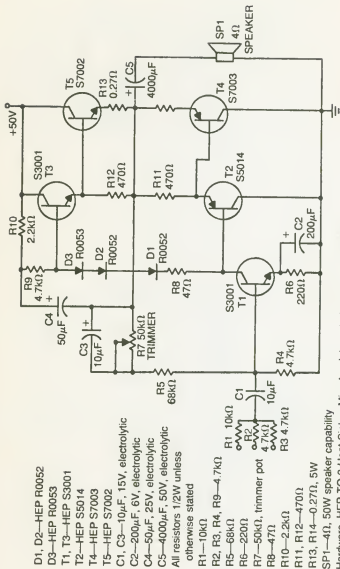 D1, D2—HEP R0052
D3—HEP R0053
T1, T3—HEP S3001
T2—HEP S5014
T4—HEP S7003
T5—HEP S7002
C1, C3—10µF, 15V, electrolytic
C2—200µF, 6V, electrolytic
C4—50µF, 25V, electrolytic
C5—4000µF, 50V, electrolytic
All resistors 1/2W unless
otherwise stated
R1—10kΩ
R2, R3, R4, R9—4.7kΩ
R5—68kΩ
R6—220Ω
R7—50kΩ, trimmer pot
R8—47Ω
R10—2.2kΩ
R11, R12—470Ω
R13, R14—0.27Ω, 5W
SP1—4Ω, 50W speaker capability
+50V
R10
2.2kΩ
R9
4.7kΩ
C4
50µF
C3
10µF
R7 50kΩ
TRIMMER
R5
68kΩ
R1 10kΩ
R2
4.7kΩ
R3 4.7kΩ
C1
10µF
R4
4.7kΩ
S3001
T3
D3
R0053
D2
R0052
D1
R0052
R8
47Ω
S3001
T1
R6
220Ω
C2
200µF
R12
470Ω
R11
470Ω
S5014
T2
T5
S7002
R13
0.27Ω
C5
4000µF
T4
S7003
SP1
4Ω
SPEAKER